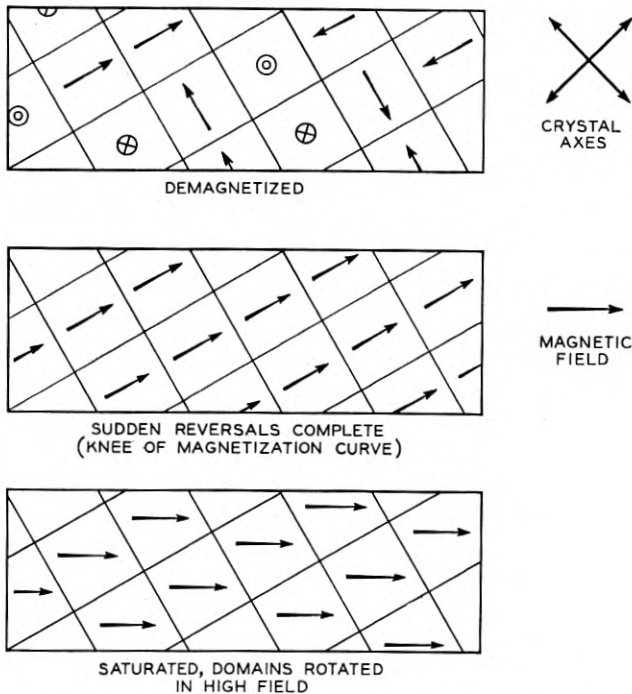 CRYSTAL
AXES
DEMAGNETIZED
MAGNETIC
FIELD
SUDDEN REVERSALS COMPLETE
(KNEE OF MAGNETIZATION CURVE)
SATURATED, DOMAINS ROTATED
IN HIGH FIELD